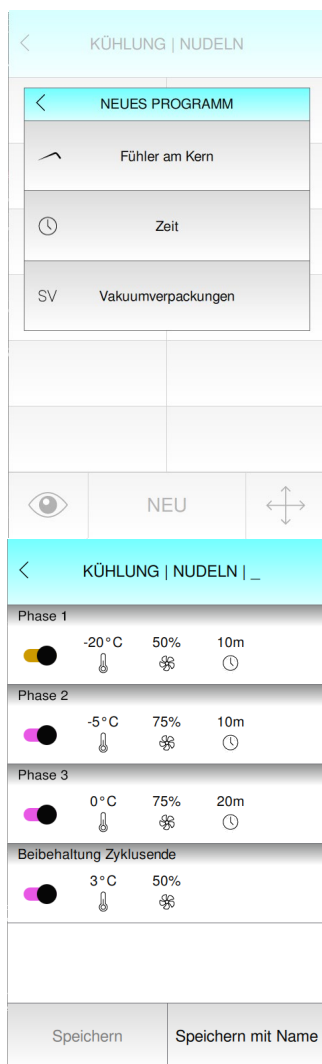 KÜHLUNG | NUDELN
NEUES PROGRAMM
Fühler am Kern
Zeit
SV Vakuumverpackungen
NEU
KÜHLUNG | NUDELN | _
Phase 1
-20°C 50% 10m
Phase 2
-5°C 75% 10m
Phase 3
0°C 75% 20m
Beibehaltung Zyklusende
3°C 50%
Speichern Speichern mit Name